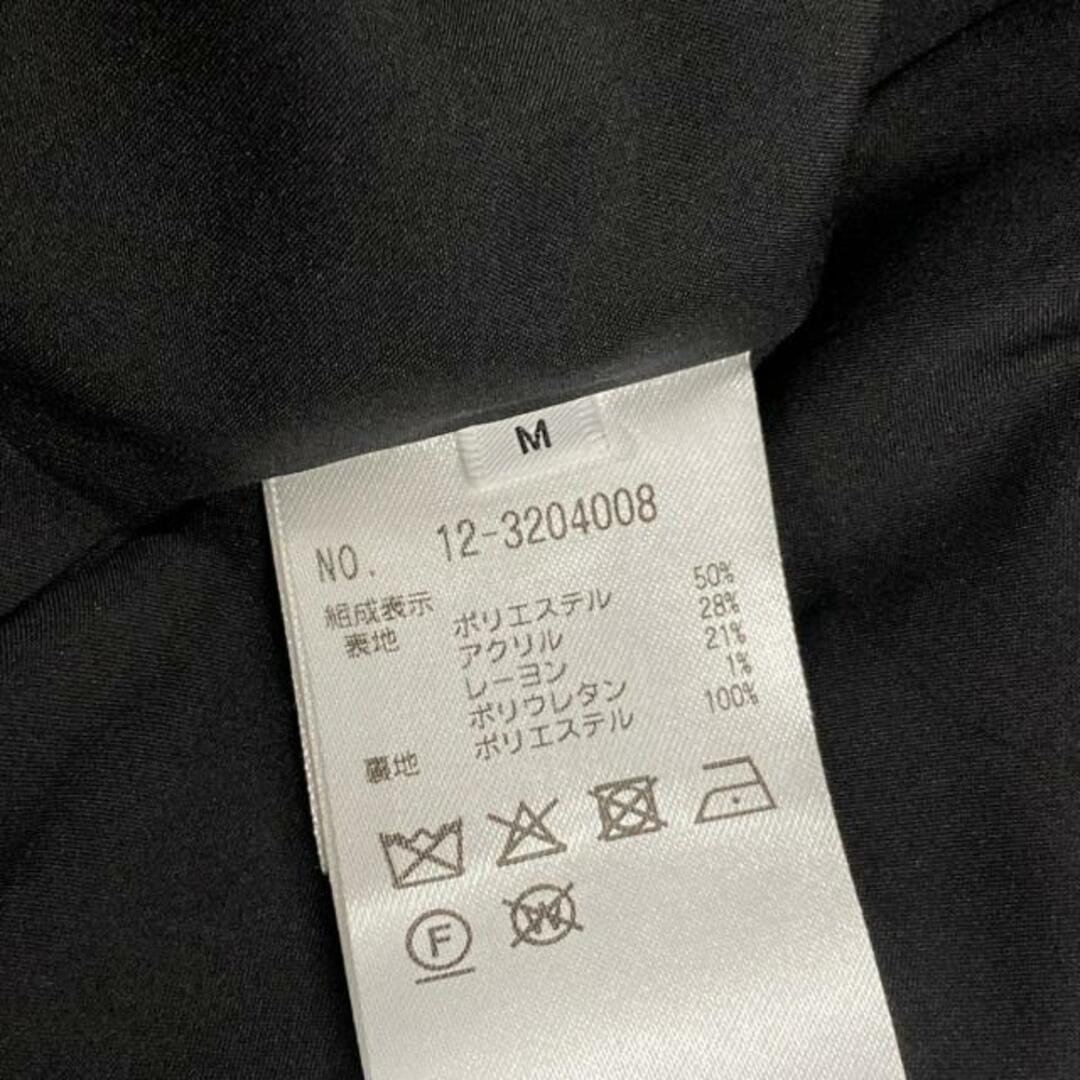 M
NO. 12-3204008
組成表示
表地 ポリエステル 50%
アクリル 28%
レーヨン 21%
ポリウレタン 1%
裏地 ポリエステル 100%
F W